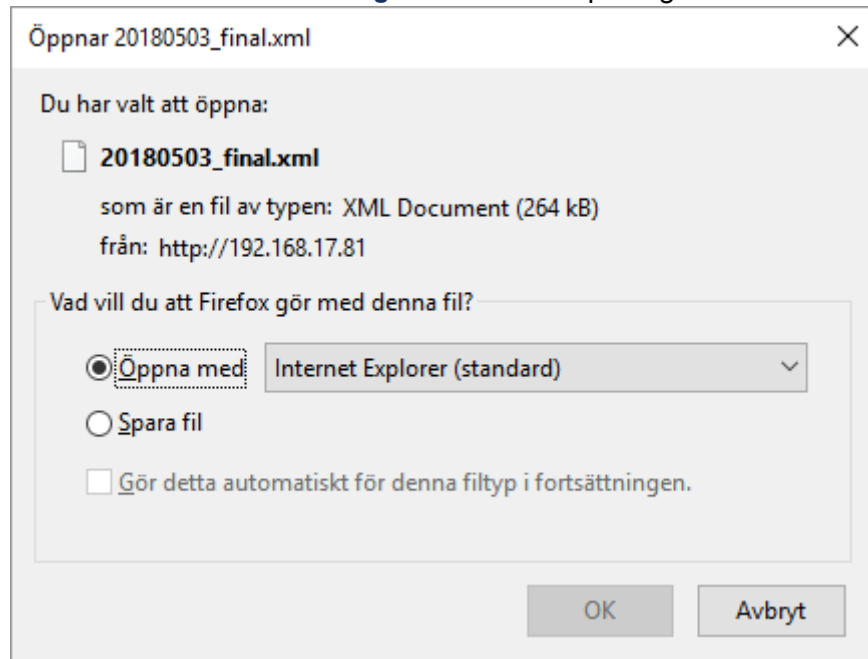 Öppnar 20180503_final.xml
Du har valt att öppna:
20180503_final.xml
som är en fil av typen: XML Document (264 kB)
från: http://192.168.17.81
Vad vill du att Firefox gör med denna fil?
Öppna med Internet Explorer (standard)
Spara fil
Gör detta automatiskt för denna filtyp i fortsättningen.
OK Avbryt